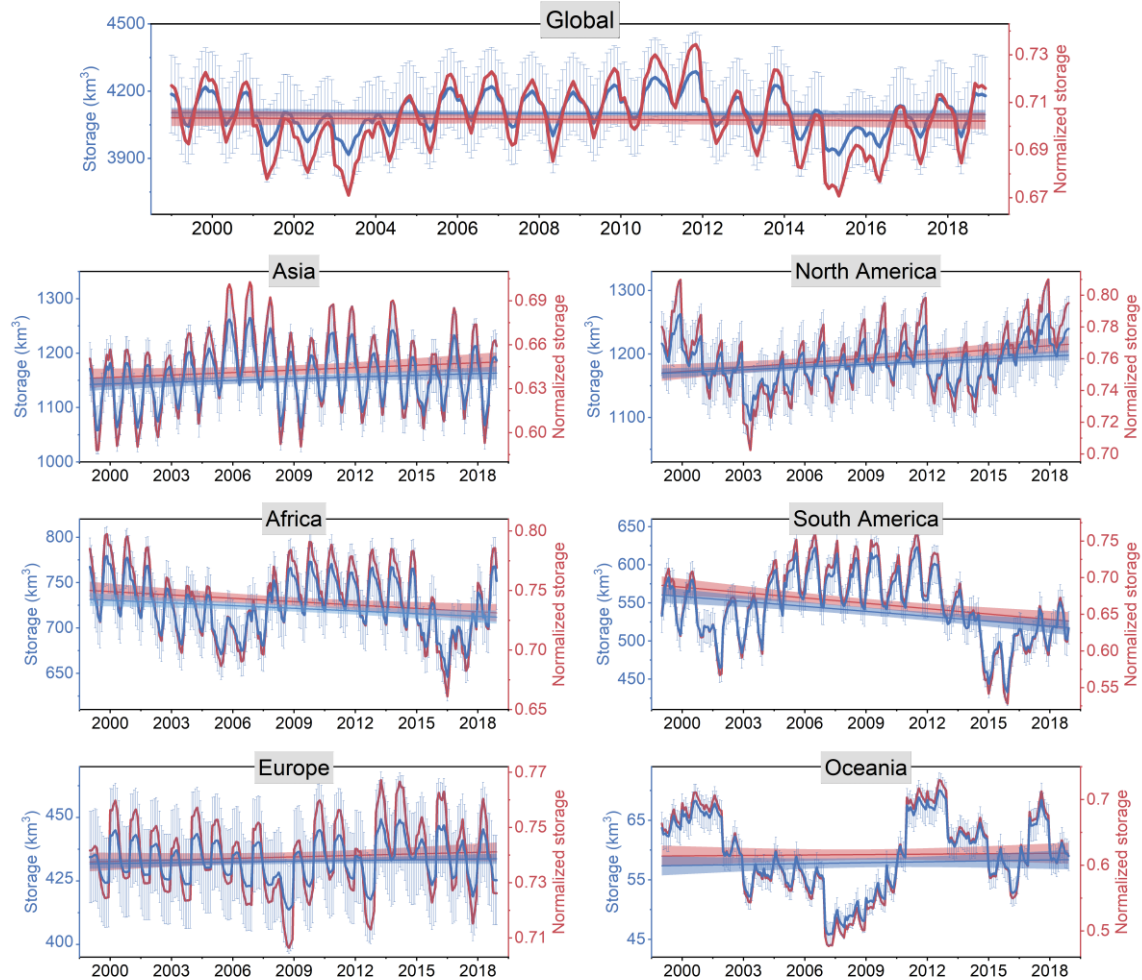 Global
Storage (km³)
4500
4200
3900
0.73
0.71
0.69
0.67
Normalized storage
2000 2002 2004 2006 2008 2010 2012 2014 2016 2018
Asia
Storage (km³)
1300
1200
1100
1000
0.69
0.66
0.63
0.60
Normalized storage
2000 2003 2006 2009 2012 2015 2018
North America
Storage (km³)
1300
1200
1100
0.80
0.78
0.76
0.75
0.72
0.70
Normalized storage
2000 2003 2006 2009 2012 2015 2018
Africa
Storage (km³)
800
750
700
650
0.80
0.75
0.70
0.65
Normalized storage
2000 2003 2006 2009 2012 2015 2018
South America
Storage (km³)
650
600
550
500
450
0.75
0.70
0.65
0.60
0.55
Normalized storage
2000 2003 2006 2009 2012 2015 2018
Europe
Storage (km³)
450
425
400
0.77
0.75
0.73
0.71
Normalized storage
2000 2003 2006 2009 2012 2015 2018
Oceania
Storage (km³)
65
55
45
0.7
0.6
0.5
Normalized storage
2000 2003 2006 2009 2012 2015 2018